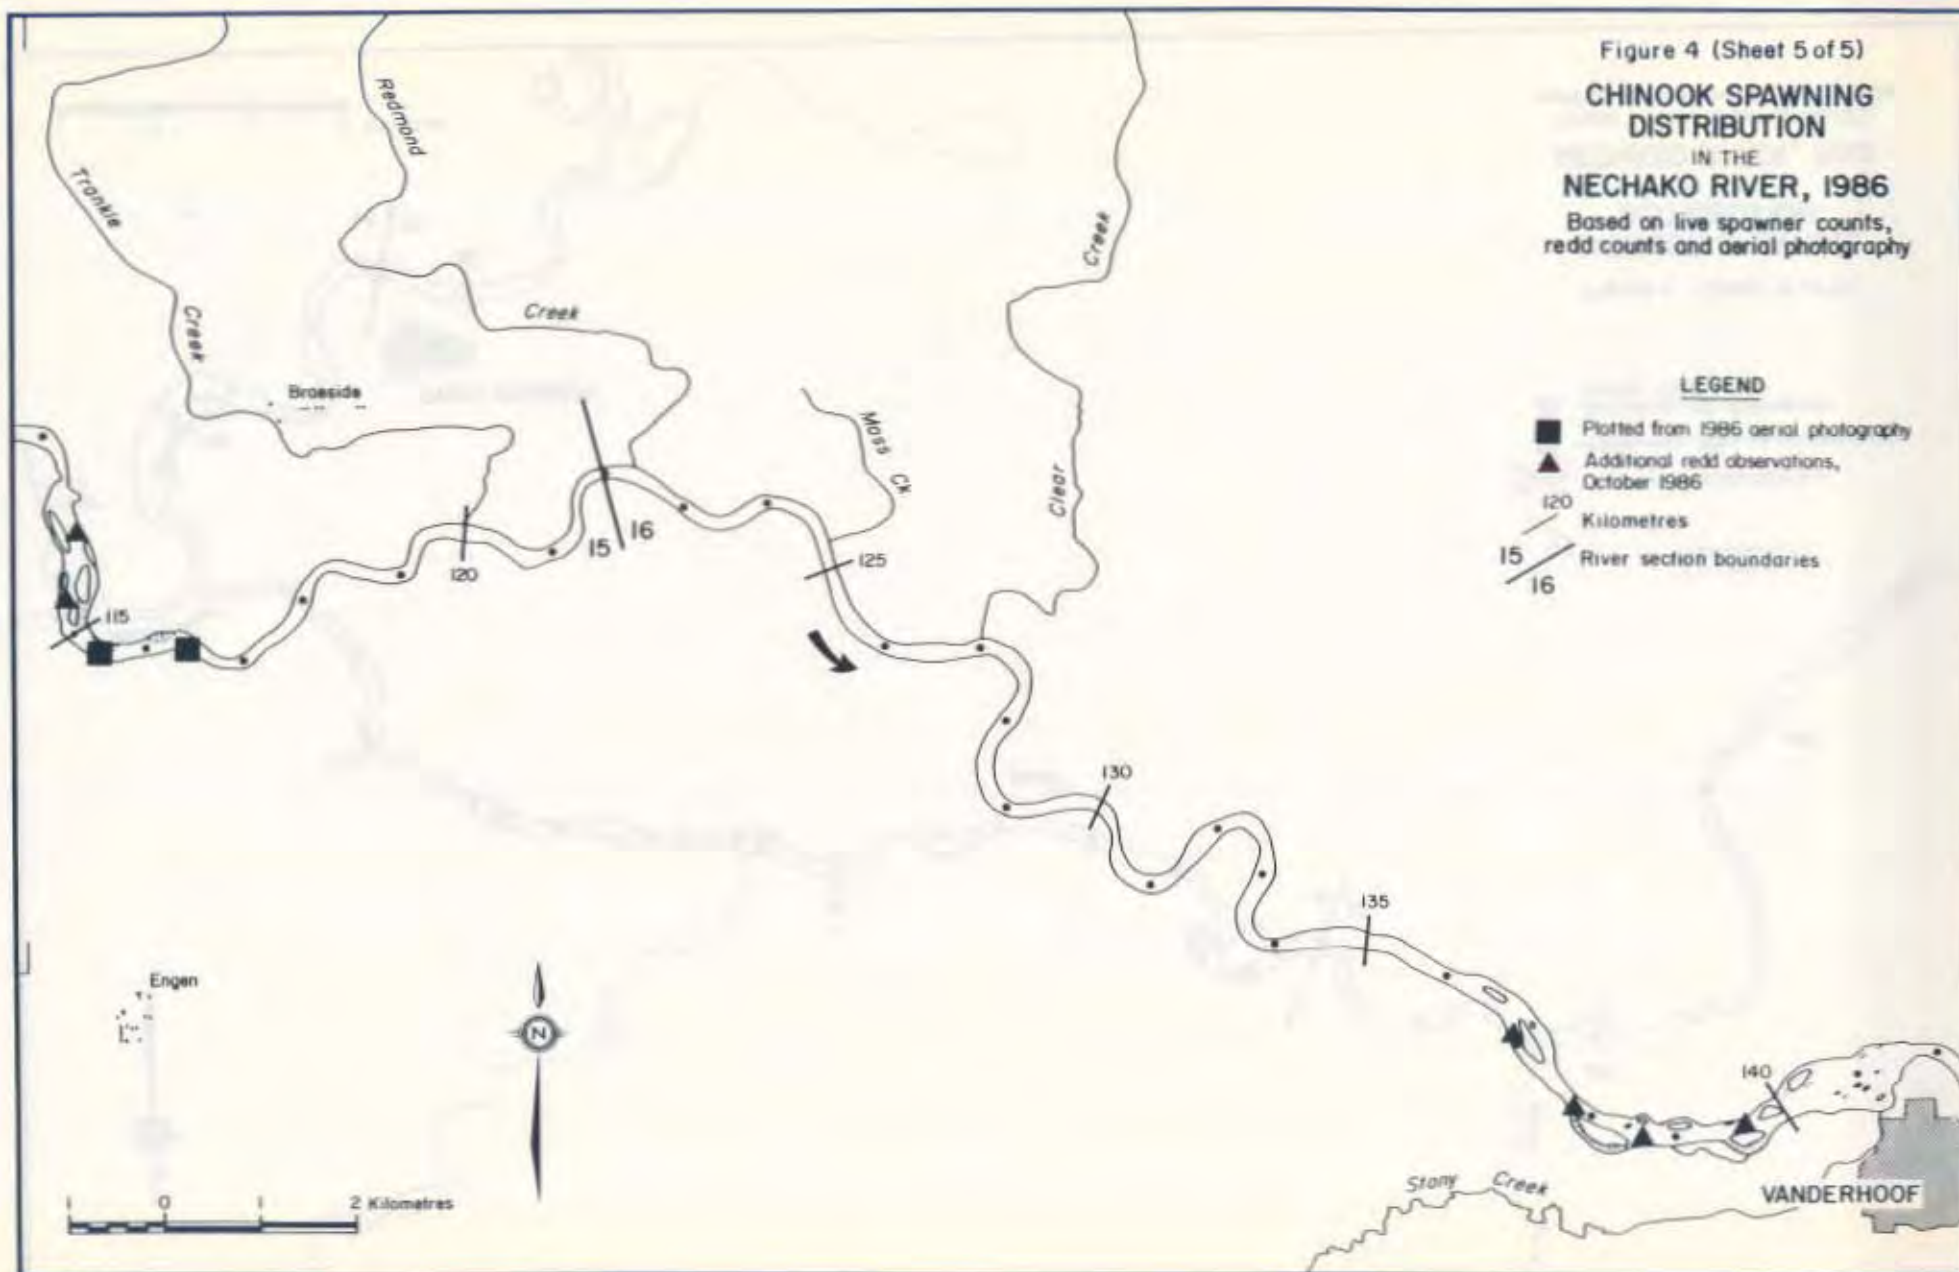 Figure 4 (Sheet 5 of 5)
CHINOOK SPAWNING
DISTRIBUTION
IN THE
NECHAKO RIVER, 1986
Based on live spawner counts,
redd counts and aerial photography
LEGEND
Plotted from 1986 aerial photography
Additional redd observations,
October 1986
120
Kilometres
15
16
River section boundaries
Redmond
Creek
Trankle
Creek
Braeside
Moss Ck
Clear
Creek
115
120
15
16
125
130
135
140
Engen
N
Stony Creek
VANDERHOOF
1 0 1 2 Kilometres